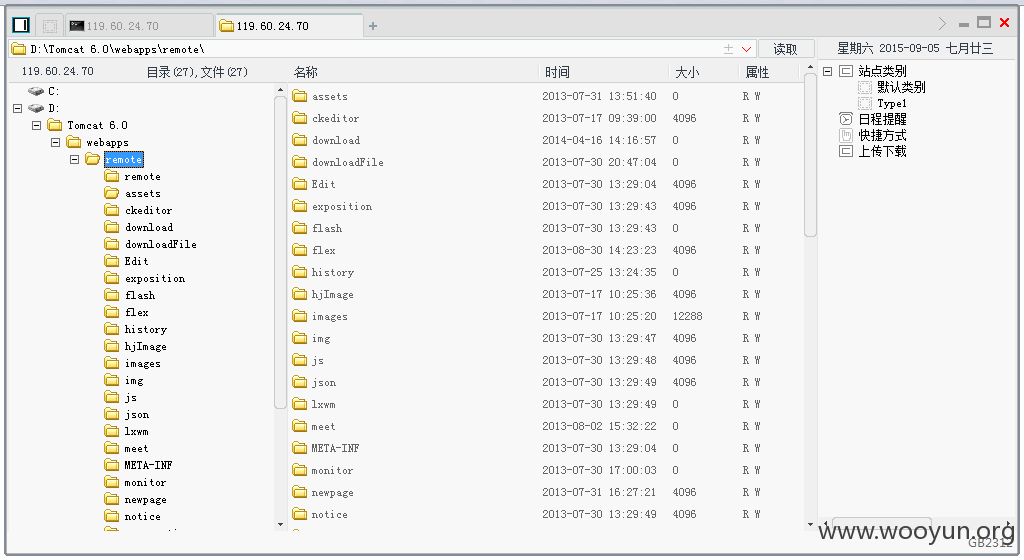 119.60.24.70
119.60.24.70
D:\Tomcat 6.0\webapps\remote\
读取
星期六 2015-09-05 七月廿三
119.60.24.70
目录(27),文件(27)
名称 时间 大小 属性
C:
D:
Tomcat 6.0
webapps
remote
remote
assets
ckeditor
download
downloadFile
Edit
exposition
flash
flex
history
hjImage
images
img
js
json
lxwm
meet
META-INF
monitor
newpage
notice
assets 2013-07-31 13:51:40 0 R W
ckeditor 2013-07-17 09:39:00 4096 R W
download 2014-04-16 14:16:57 0 R W
downloadFile 2013-07-30 20:47:04 0 R W
Edit 2013-07-30 13:29:04 4096 R W
exposition 2013-07-30 13:29:43 4096 R W
flash 2013-07-30 13:29:43 0 R W
flex 2013-08-30 14:23:23 4096 R W
history 2013-07-25 13:24:35 0 R W
hjImage 2013-07-17 10:25:36 4096 R W
images 2013-07-17 10:25:20 12288 R W
img 2013-07-30 13:29:47 4096 R W
js 2013-07-30 13:29:48 4096 R W
json 2013-07-30 13:29:49 4096 R W
lxwm 2013-07-30 13:29:49 0 R W
meet 2013-08-02 15:32:22 0 R W
META-INF 2013-07-30 13:29:04 0 R W
monitor 2013-07-30 17:00:03 0 R W
newpage 2013-07-31 16:27:21 4096 R W
notice 2013-07-30 13:29:49 4096 R W
站点类别
默认类别
Type1
日程提醒
快捷方式
上传下载
www.wooyun.org
GB2312